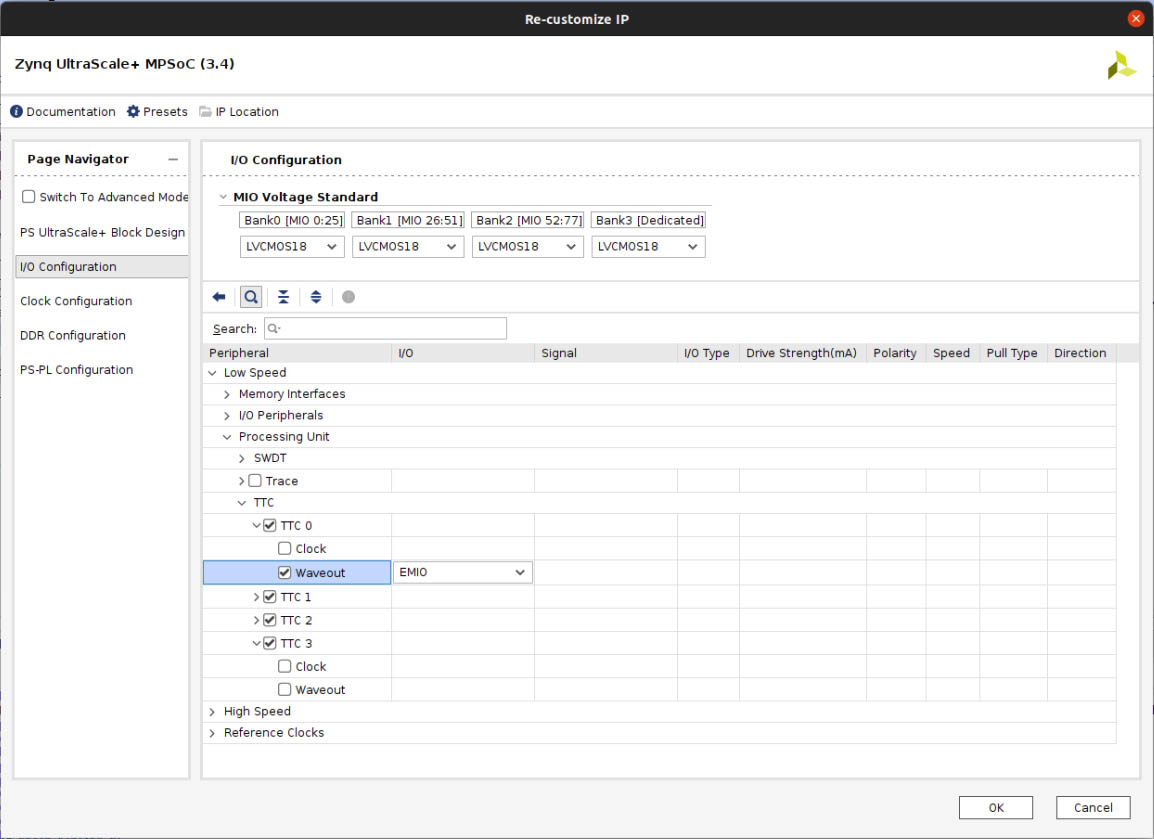 Re-customize IP
Zynq UltraScale+ MPSoC (3.4)
Documentation Presets IP Location
Page Navigator
Switch To Advanced Mode
PS UltraScale+ Block Design
I/O Configuration
Clock Configuration
DDR Configuration
PS-PL Configuration
I/O Configuration
MIO Voltage Standard
Bank0 [MIO 0:25] Bank1 [MIO 26:51] Bank2 [MIO 52:77] Bank3 [Dedicated]
LVCMOS18 LVCMOS18 LVCMOS18 LVCMOS18
Search:
Peripheral I/O Signal I/O Type Drive Strength(mA) Polarity Speed Pull Type Direction
Low Speed
Memory Interfaces
I/O Peripherals
Processing Unit
SWDT
Trace
TTC
TTC 0
Clock
Waveout EMIO
TTC 1
TTC 2
TTC 3
Clock
Waveout
High Speed
Reference Clocks
OK Cancel